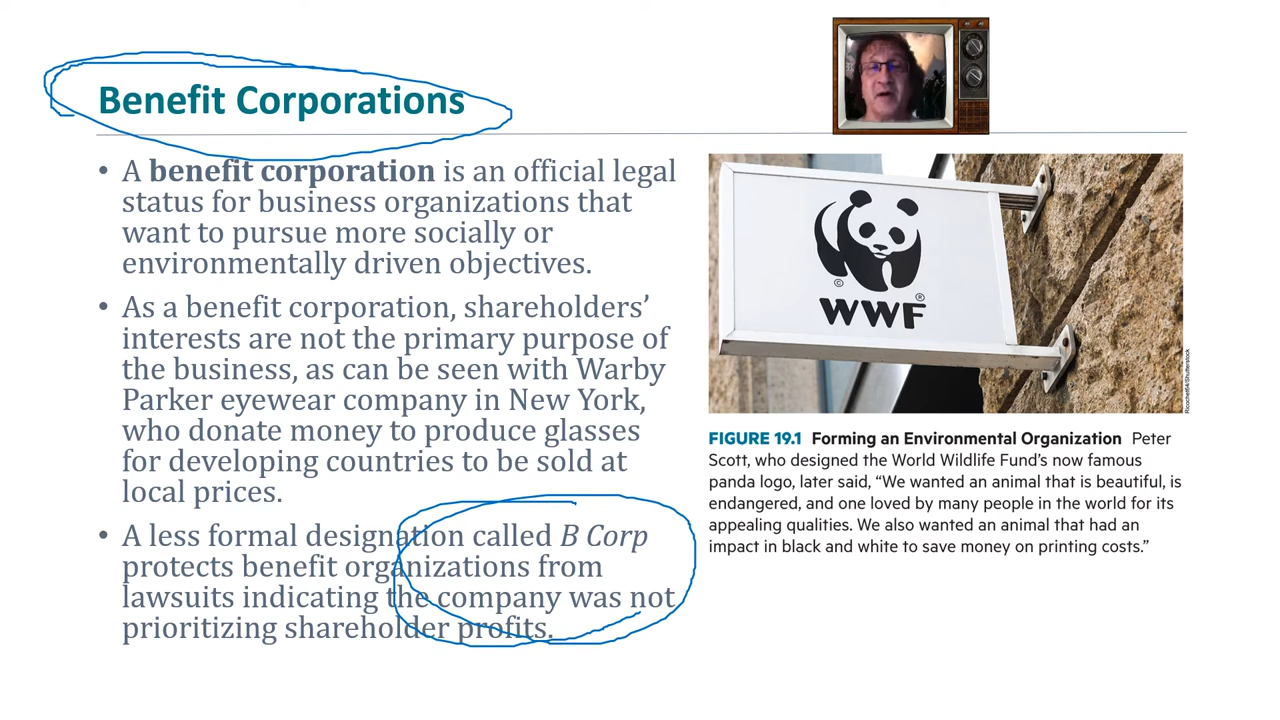 Benefit Corporations
• A benefit corporation is an official legal
status for business organizations that
want to pursue more socially or
environmentally driven objectives.
• As a benefit corporation, shareholders’
interests are not the primary purpose of
the business, as can be seen with Warby
Parker eyewear company in New York,
who donate money to produce glasses
for developing countries to be sold at
local prices.
• A less formal designation called B Corp
protects benefit organizations from
lawsuits indicating the company was not
prioritizing shareholder profits.
©
WWF®
Ricochet64/Shutterstock
FIGURE 19.1 Forming an Environmental Organization Peter
Scott, who designed the World Wildlife Fund’s now famous
panda logo, later said, “We wanted an animal that is beautiful, is
endangered, and one loved by many people in the world for its
appealing qualities. We also wanted an animal that had an
impact in black and white to save money on printing costs.”